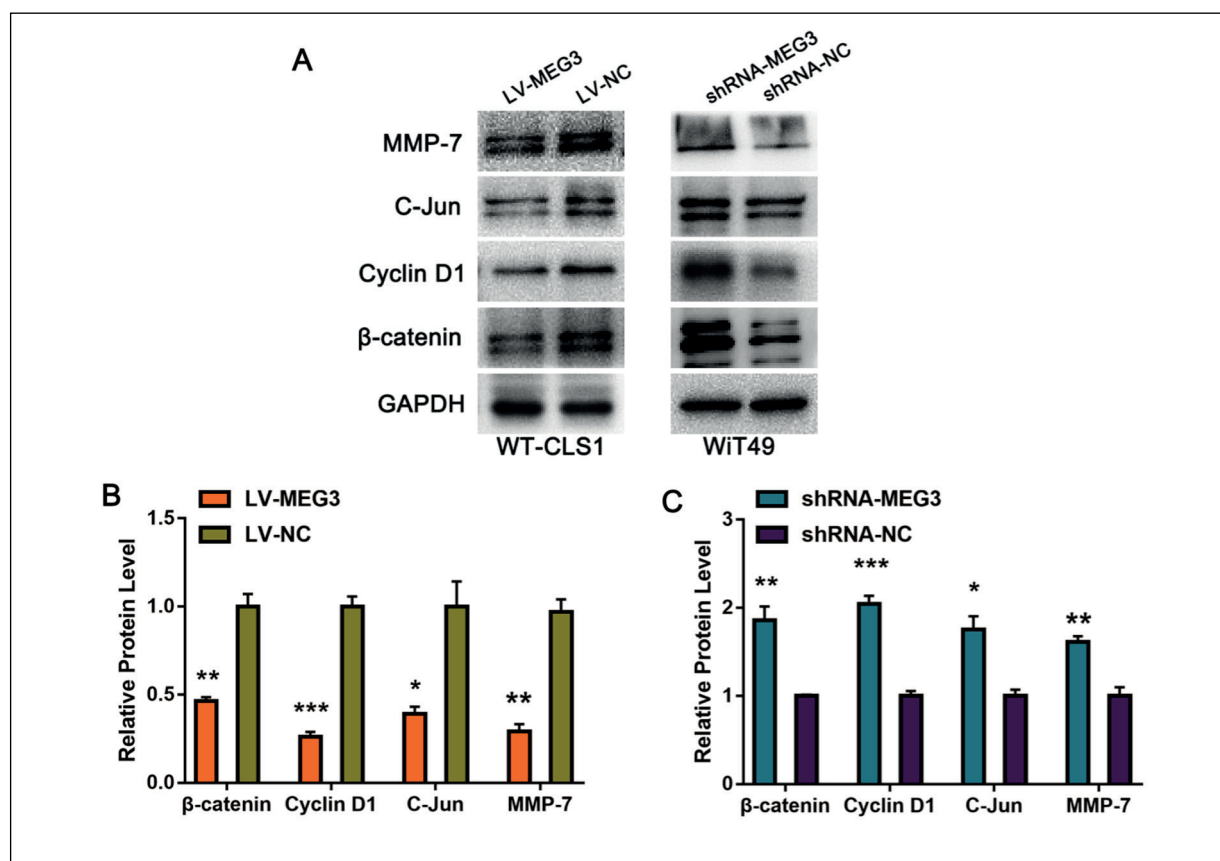 A
LV-MEG3 LV-NC shRNA-MEG3 shRNA-NC
MMP-7
C-Jun
Cyclin D1
β-catenin
GAPDH
WT-CLS1 WiT49
B
LV-MEG3
LV-NC
Relative Protein Level
1.5
1.0
0.5
0.0
** *** * **
β-catenin Cyclin D1 C-Jun MMP-7
C
shRNA-MEG3
shRNA-NC
Relative Protein Level
3
2
1
0
** *** * **
β-catenin Cyclin D1 C-Jun MMP-7